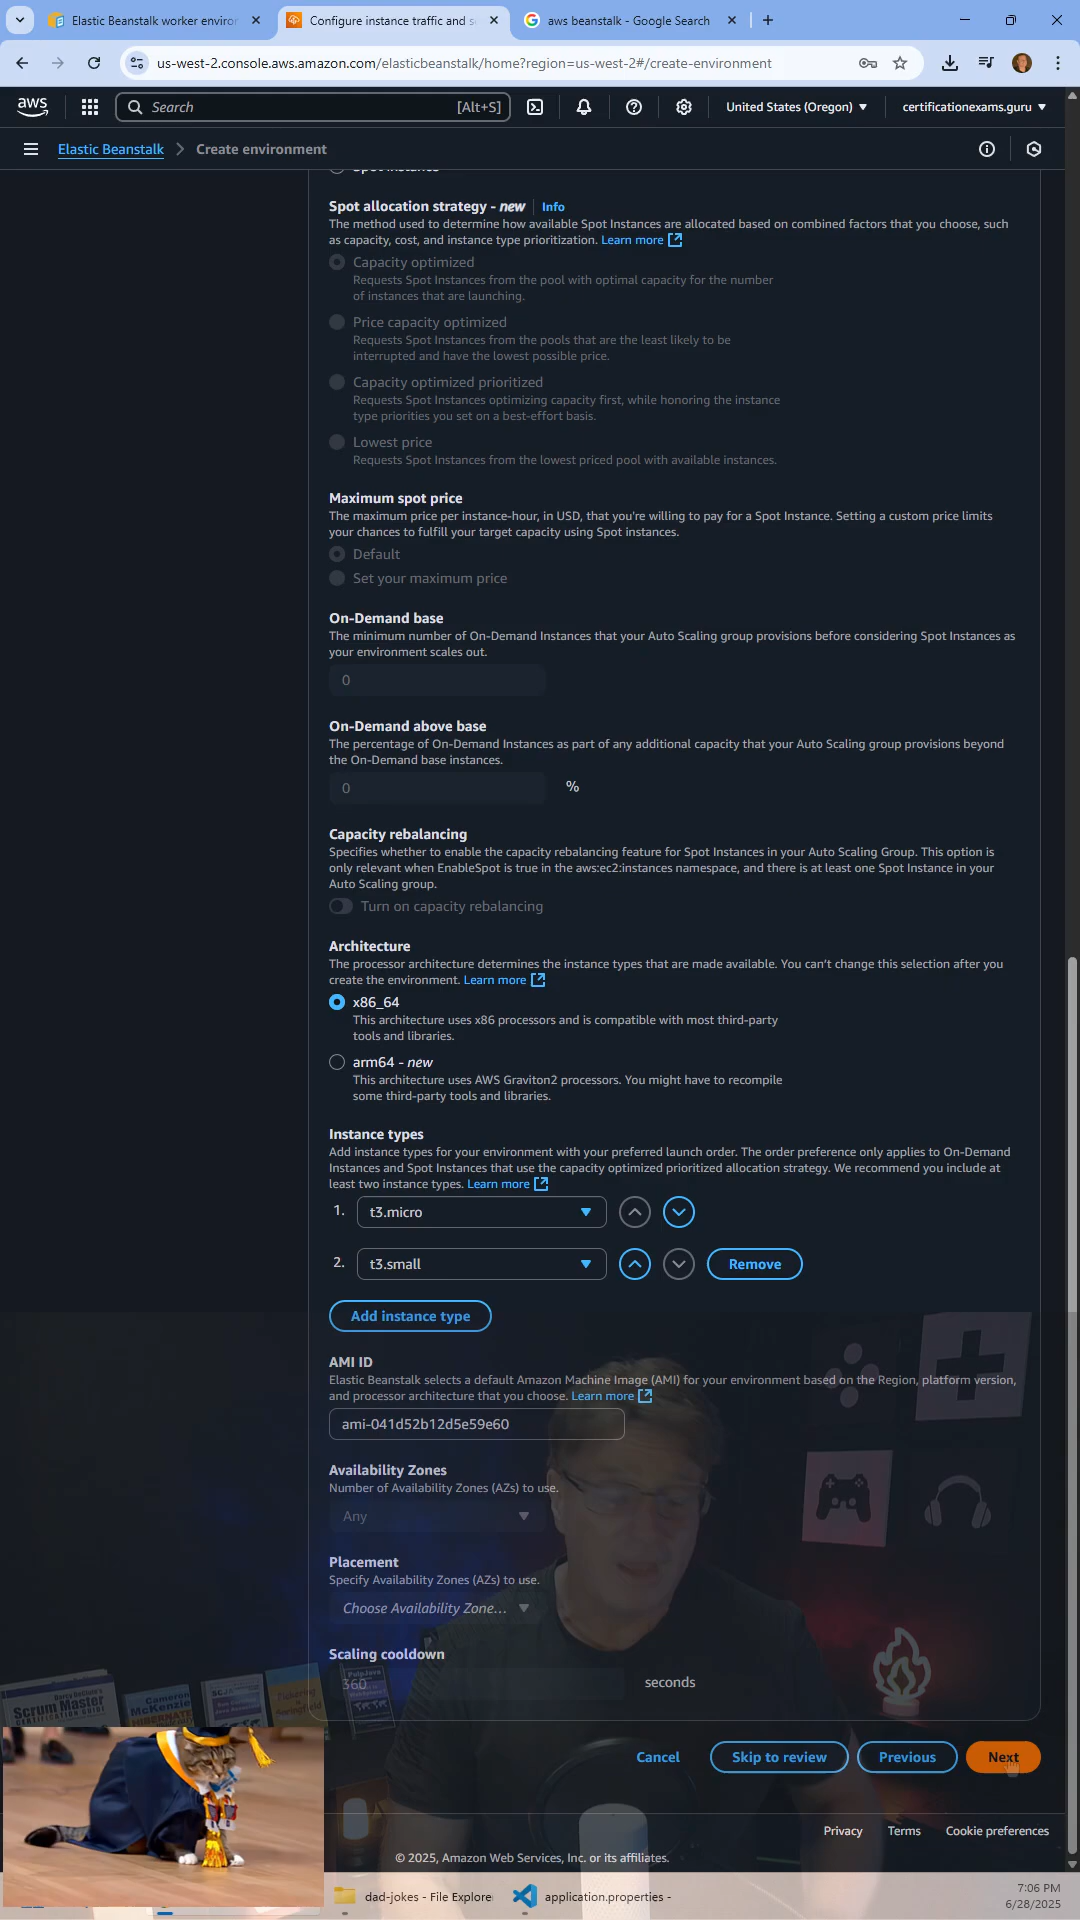 Elastic Beanstalk worker enviror
Configure instance traffic and s
aws beanstalk - Google Search
us-west-2.console.aws.amazon.com/elasticbeanstalk/home?region=us-west-2#/create-environment
aws
Search
[Alt+S]
United States (Oregon)
certificationexams.guru
Elastic Beanstalk
Create environment
Spot instance
Spot allocation strategy - new
Info
The method used to determine how available Spot Instances are allocated based on combined factors that you choose, such
as capacity, cost, and instance type prioritization. Learn more
Capacity optimized
Requests Spot Instances from the pool with optimal capacity for the number
of instances that are launching.
Price capacity optimized
Requests Spot Instances from the pools that are the least likely to be
interrupted and have the lowest possible price.
Capacity optimized prioritized
Requests Spot Instances optimizing capacity first, while honoring the instance
type priorities you set on a best-effort basis.
Lowest price
Requests Spot Instances from the lowest priced pool with available instances.
Maximum spot price
The maximum price per instance-hour, in USD, that you're willing to pay for a Spot Instance. Setting a custom price limits
your chances to fulfill your target capacity using Spot instances.
Default
Set your maximum price
On-Demand base
The minimum number of On-Demand Instances that your Auto Scaling group provisions before considering Spot Instances as
your environment scales out.
0
On-Demand above base
The percentage of On-Demand Instances as part of any additional capacity that your Auto Scaling group provisions beyond
the On-Demand base instances.
0
%
Capacity rebalancing
Specifies whether to enable the capacity rebalancing feature for Spot Instances in your Auto Scaling Group. This option is
only relevant when EnableSpot is true in the aws:ec2:instances namespace, and there is at least one Spot Instance in your
Auto Scaling group.
Turn on capacity rebalancing
Architecture
The processor architecture determines the instance types that are made available. You can't change this selection after you
create the environment. Learn more
x86_64
This architecture uses x86 processors and is compatible with most third-party
tools and libraries.
arm64 - new
This architecture uses AWS Graviton2 processors. You might have to recompile
some third-party tools and libraries.
Instance types
Add instance types for your environment with your preferred launch order. The order preference only applies to On-Demand
Instances and Spot Instances that use the capacity optimized prioritized allocation strategy. We recommend you include at
least two instance types. Learn more
1.
t3.micro
2.
t3.small
Remove
Add instance type
AMI ID
Elastic Beanstalk selects a default Amazon Machine Image (AMI) for your environment based on the Region, platform version,
and processor architecture that you choose. Learn more
ami-041d52b12d5e59e60
Availability Zones
Number of Availability Zones (AZs) to use.
Any
Placement
Specify Availability Zones (AZs) to use.
Choose Availability Zone...
Scaling cooldown
360
seconds
Scrum Master
Cameron
McKenzie
HIBERNATE
Cancel
Skip to review
Previous
Next
Privacy
Terms
Cookie preferences
© 2025, Amazon Web Services, Inc. or its affiliates.
dad-jokes - File Explore
application.properties -
7:06 PM
6/28/2025